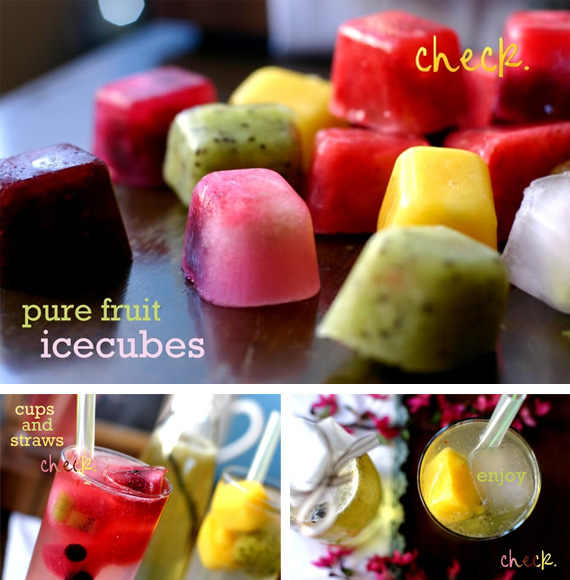 check.
pure fruit
icecubes
cups
and
straws
check.
enjoy
check.